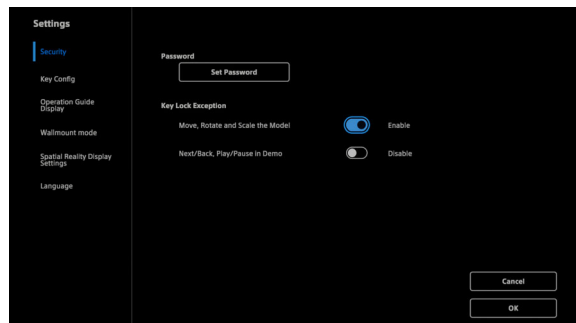 Settings
Security
Key Config
Operation Guide
Display
Wallmount mode
Spatial Reality Display
Settings
Language
Password
Set Password
Key Lock Exception
Move, Rotate and Scale the Model
Enable
Next/Back, Play/Pause in Demo
Disable
Cancel
OK